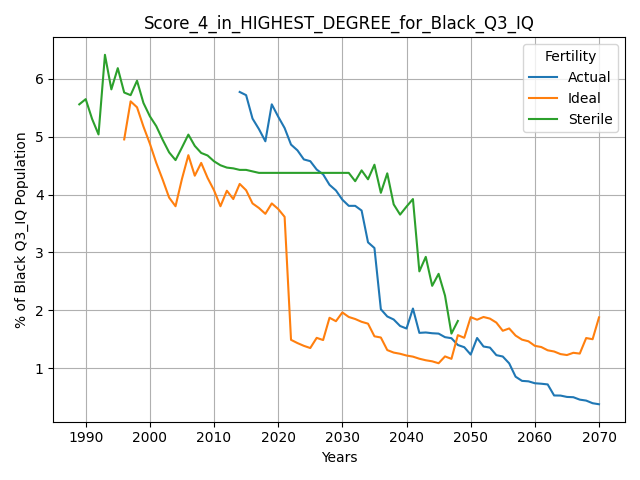 Score_4_in_HIGHEST_DEGREE_for_Black_Q3_IQ
Fertility
Actual
Ideal
Sterile
% of Black Q3_IQ Population
6
5
4
3
2
1
1990 2000 2010 2020 2030 2040 2050 2060 2070
Years